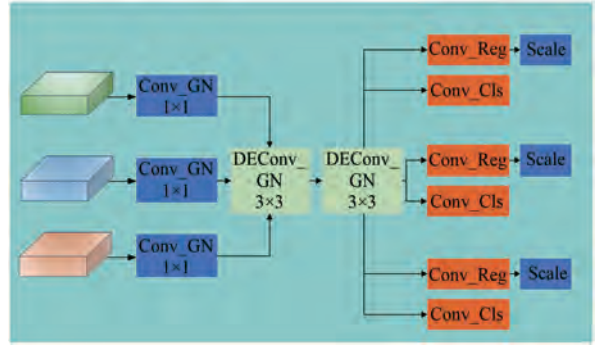 Conv_GN
1×1
Conv_GN
1×1
Conv_GN
1×1
DEConv_
GN
3×3
DEConv_
GN
3×3
Conv_Reg
Scale
Conv_Cls
Conv_Reg
Scale
Conv_Cls
Conv_Reg
Scale
Conv_Cls